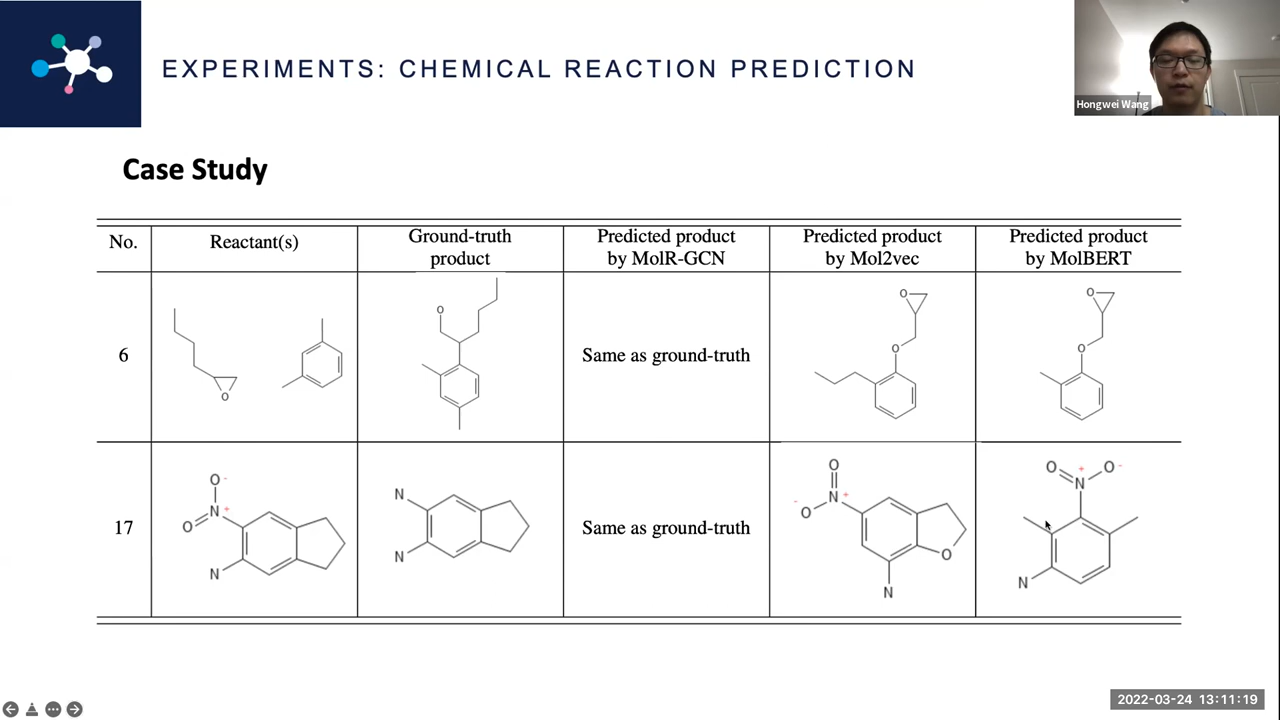 EXPERIMENTS: CHEMICAL REACTION PREDICTION
Hongwei Wang
Case Study
No.
Reactant(s)
Ground-truth
product
Predicted product
by MolR-GCN
Predicted product
by Mol2vec
Predicted product
by MolBERT
6
O
O
Same as ground-truth
O
O
O
O
17
O -
N +
O
N
N
N
Same as ground-truth
O
- N +
O
O
N
O + O -
N
N
2022-03-24 13:11:19